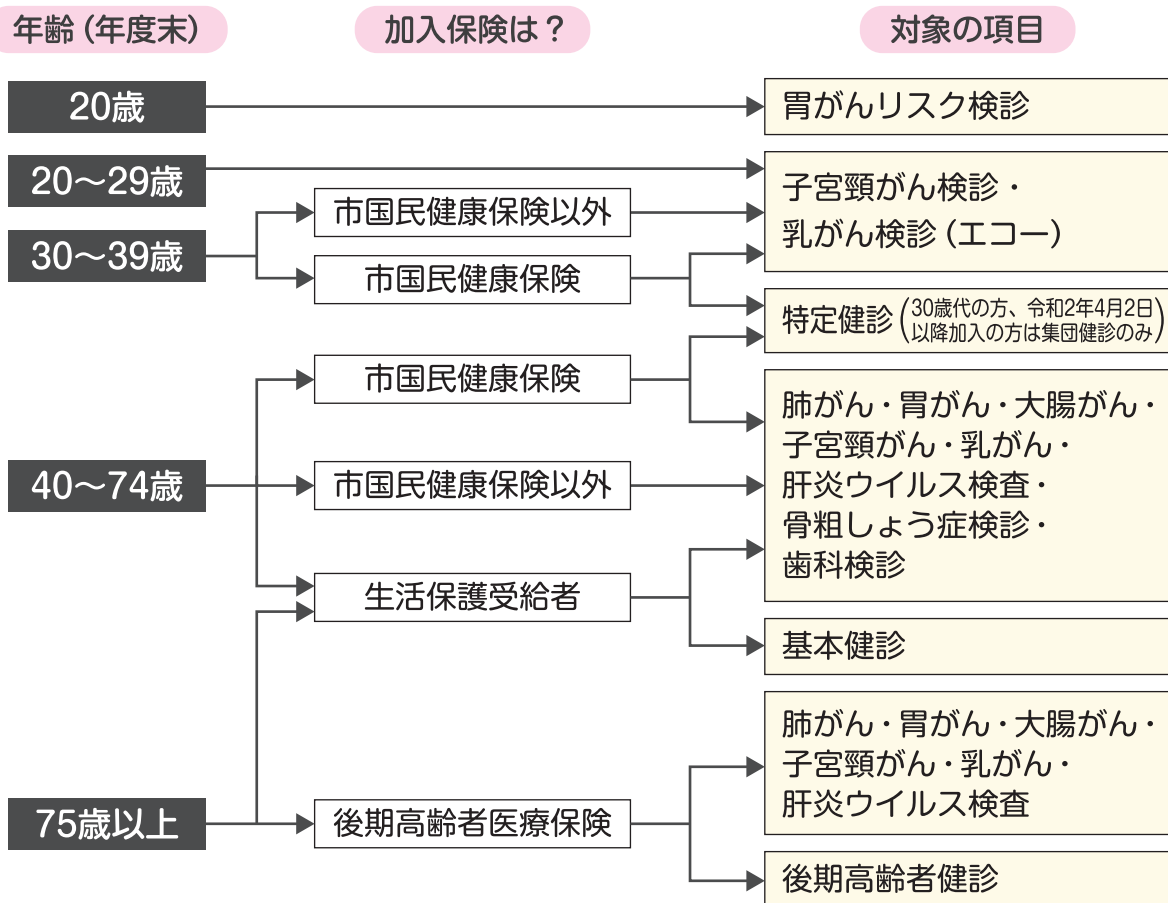 年齢（年度末）
加入保険は？
対象の項目
20歳
胃がんリスク検診
20～29歳
子宮頸がん検診・
乳がん検診（エコー）
市国民健康保険以外
30～39歳
市国民健康保険
特定健診（30歳代の方、令和2年4月2日
以降加入の方は集団健診のみ）
市国民健康保険
肺がん・胃がん・大腸がん・
子宮頸がん・乳がん・
肝炎ウイルス検査・
骨粗しょう症検診・
歯科検診
40～74歳
市国民健康保険以外
生活保護受給者
基本健診
肺がん・胃がん・大腸がん・
子宮頸がん・乳がん・
肝炎ウイルス検査
75歳以上
後期高齢者医療保険
後期高齢者健診